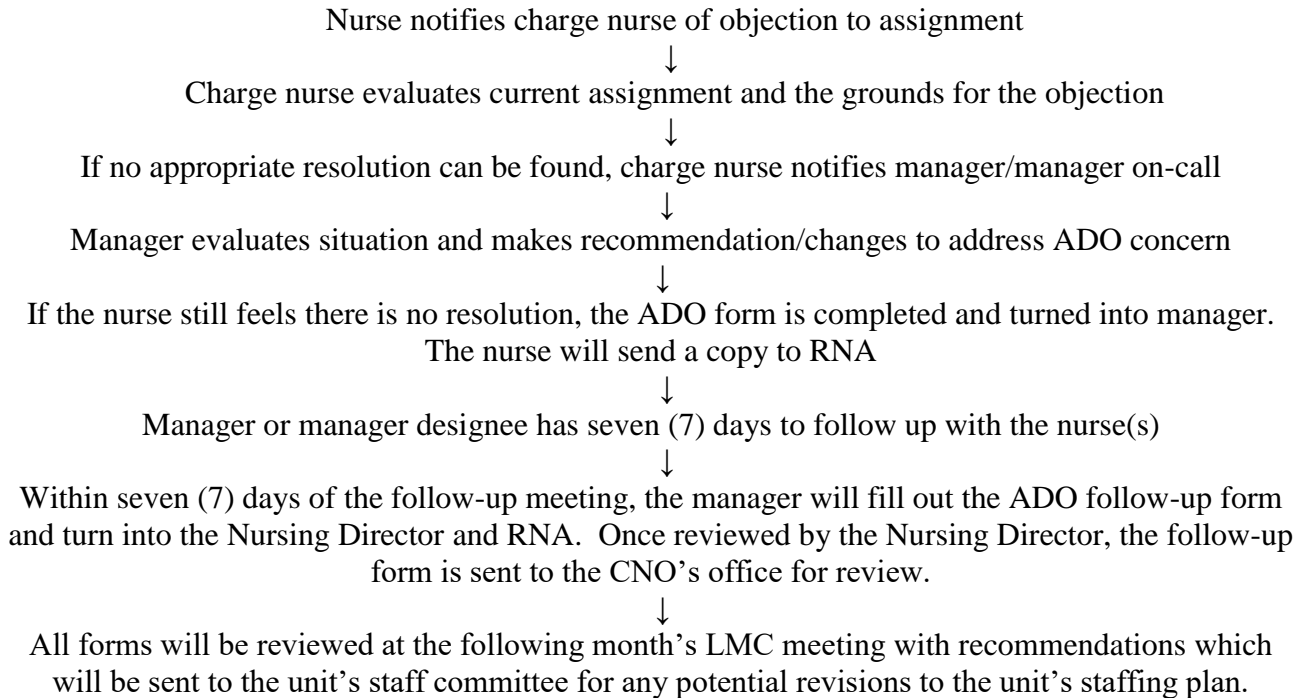 Nurse notifies charge nurse of objection to assignment
↓
Charge nurse evaluates current assignment and the grounds for the objection
↓
If no appropriate resolution can be found, charge nurse notifies manager/manager on-call
↓
Manager evaluates situation and makes recommendation/changes to address ADO concern
↓
If the nurse still feels there is no resolution, the ADO form is completed and turned into manager.
The nurse will send a copy to RNA
↓
Manager or manager designee has seven (7) days to follow up with the nurse(s)
↓
Within seven (7) days of the follow-up meeting, the manager will fill out the ADO follow-up form
and turn into the Nursing Director and RNA.  Once reviewed by the Nursing Director, the follow-up
form is sent to the CNO’s office for review.
↓
All forms will be reviewed at the following month’s LMC meeting with recommendations which
will be sent to the unit’s staff committee for any potential revisions to the unit’s staffing plan.